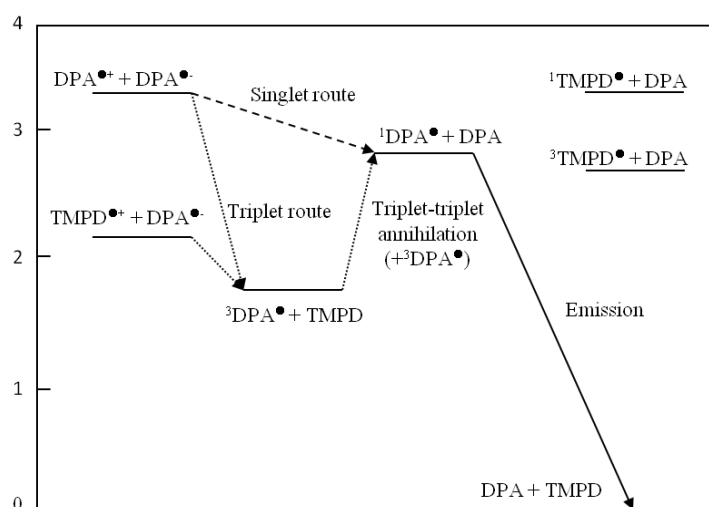 4
DPA●+ + DPA●-
Singlet route
1TMPD● + DPA
3
1DPA● + DPA
3TMPD● + DPA
TMPD●+ + DPA●-
Triplet route
Triplet-triplet
annihilation
(+3DPA●)
2
3DPA● + TMPD
Emission
1
DPA + TMPD
0